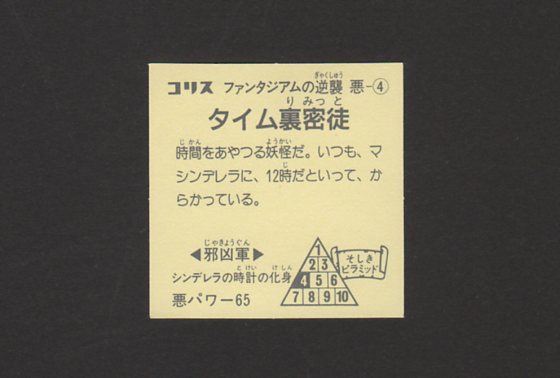 コリス ファンタジアムの逆襲 悪-④
ぎゃくしゅう
りみっと
タイム裏密徒
じかん ようかい
時間をあやつる妖怪だ。いつも、マ
じ
シンデレラに、12時だといって、か
らかっている。
じゃきょうぐん
◀邪凶軍▶
とけい けしん
シンデレラの時計の化身
悪パワー65
1
2 3
4 5 6
7 8 9 10
そしき
ピラミッド